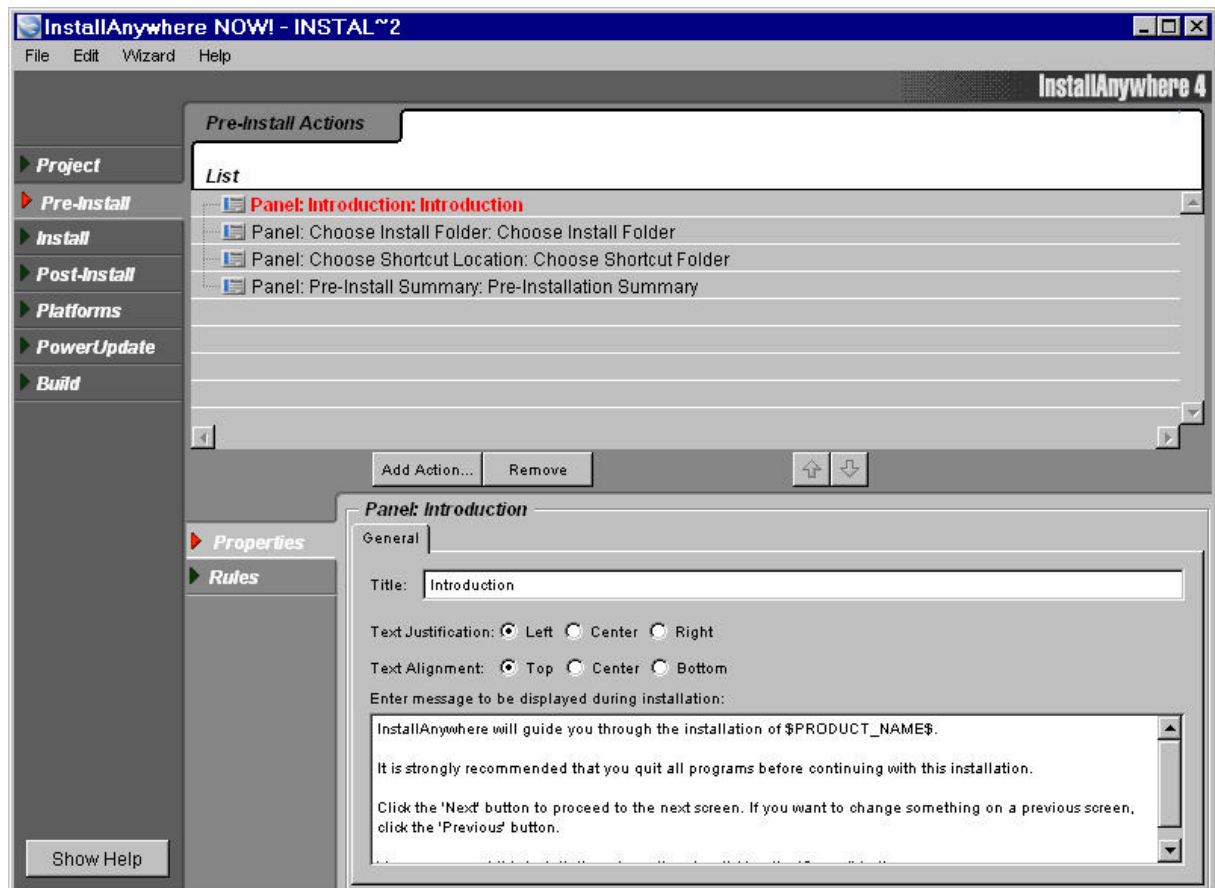 InstallAnywhere NOW! - INSTAL~2
File Edit Wizard Help
InstallAnywhere 4
Pre-Install Actions
Project
List
Pre-Install
Panel: Introduction: Introduction
Install
Panel: Choose Install Folder: Choose Install Folder
Panel: Choose Shortcut Location: Choose Shortcut Folder
Post-Install
Panel: Pre-Install Summary: Pre-Installation Summary
Platforms
PowerUpdate
Build
Add Action... Remove
Panel: Introduction
Properties
General
Rules
Title: Introduction
Text Justification: Left Center Right
Text Alignment: Top Center Bottom
Enter message to be displayed during installation:
InstallAnywhere will guide you through the installation of $PRODUCT_NAME$.
It is strongly recommended that you quit all programs before continuing with this installation.
Click the 'Next' button to proceed to the next screen. If you want to change something on a previous screen,
click the 'Previous' button.
Show Help